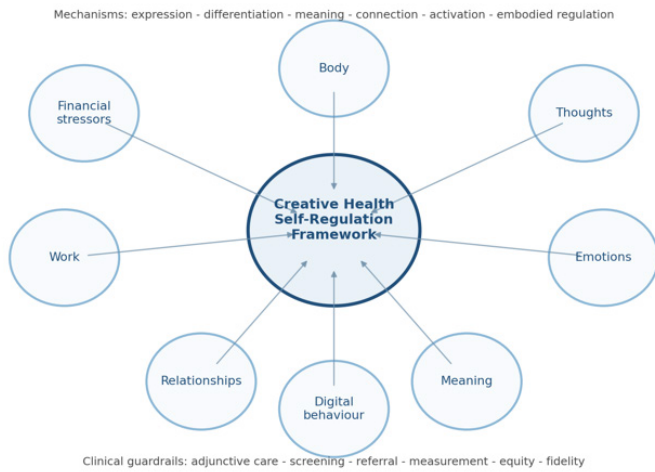 Mechanisms: expression - differentiation - meaning - connection - activation - embodied regulation
Body
Financial
stressors
Thoughts
Creative Health
Self-Regulation
Framework
Work
Emotions
Relationships
Meaning
Digital
behaviour
Clinical guardrails: adjunctive care - screening - referral - measurement - equity - fidelity